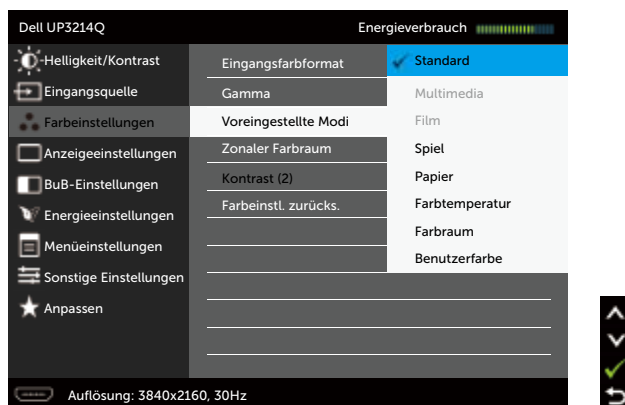 Dell UP3214Q
Energieverbrauch
Helligkeit/Kontrast
Eingangsquelle
Farbeinstellungen
Anzeigeeinstellungen
BuB-Einstellungen
Energieeinstellungen
Menüeinstellungen
Sonstige Einstellungen
Anpassen
Eingangsfarbformat
Gamma
Voreingestellte Modi
Zonaler Farbraum
Kontrast (2)
Farbeinstl. zurücks.
Standard
Multimedia
Film
Spiel
Papier
Farbtemperatur
Farbraum
Benutzerfarbe
Auflösung: 3840x2160, 30Hz